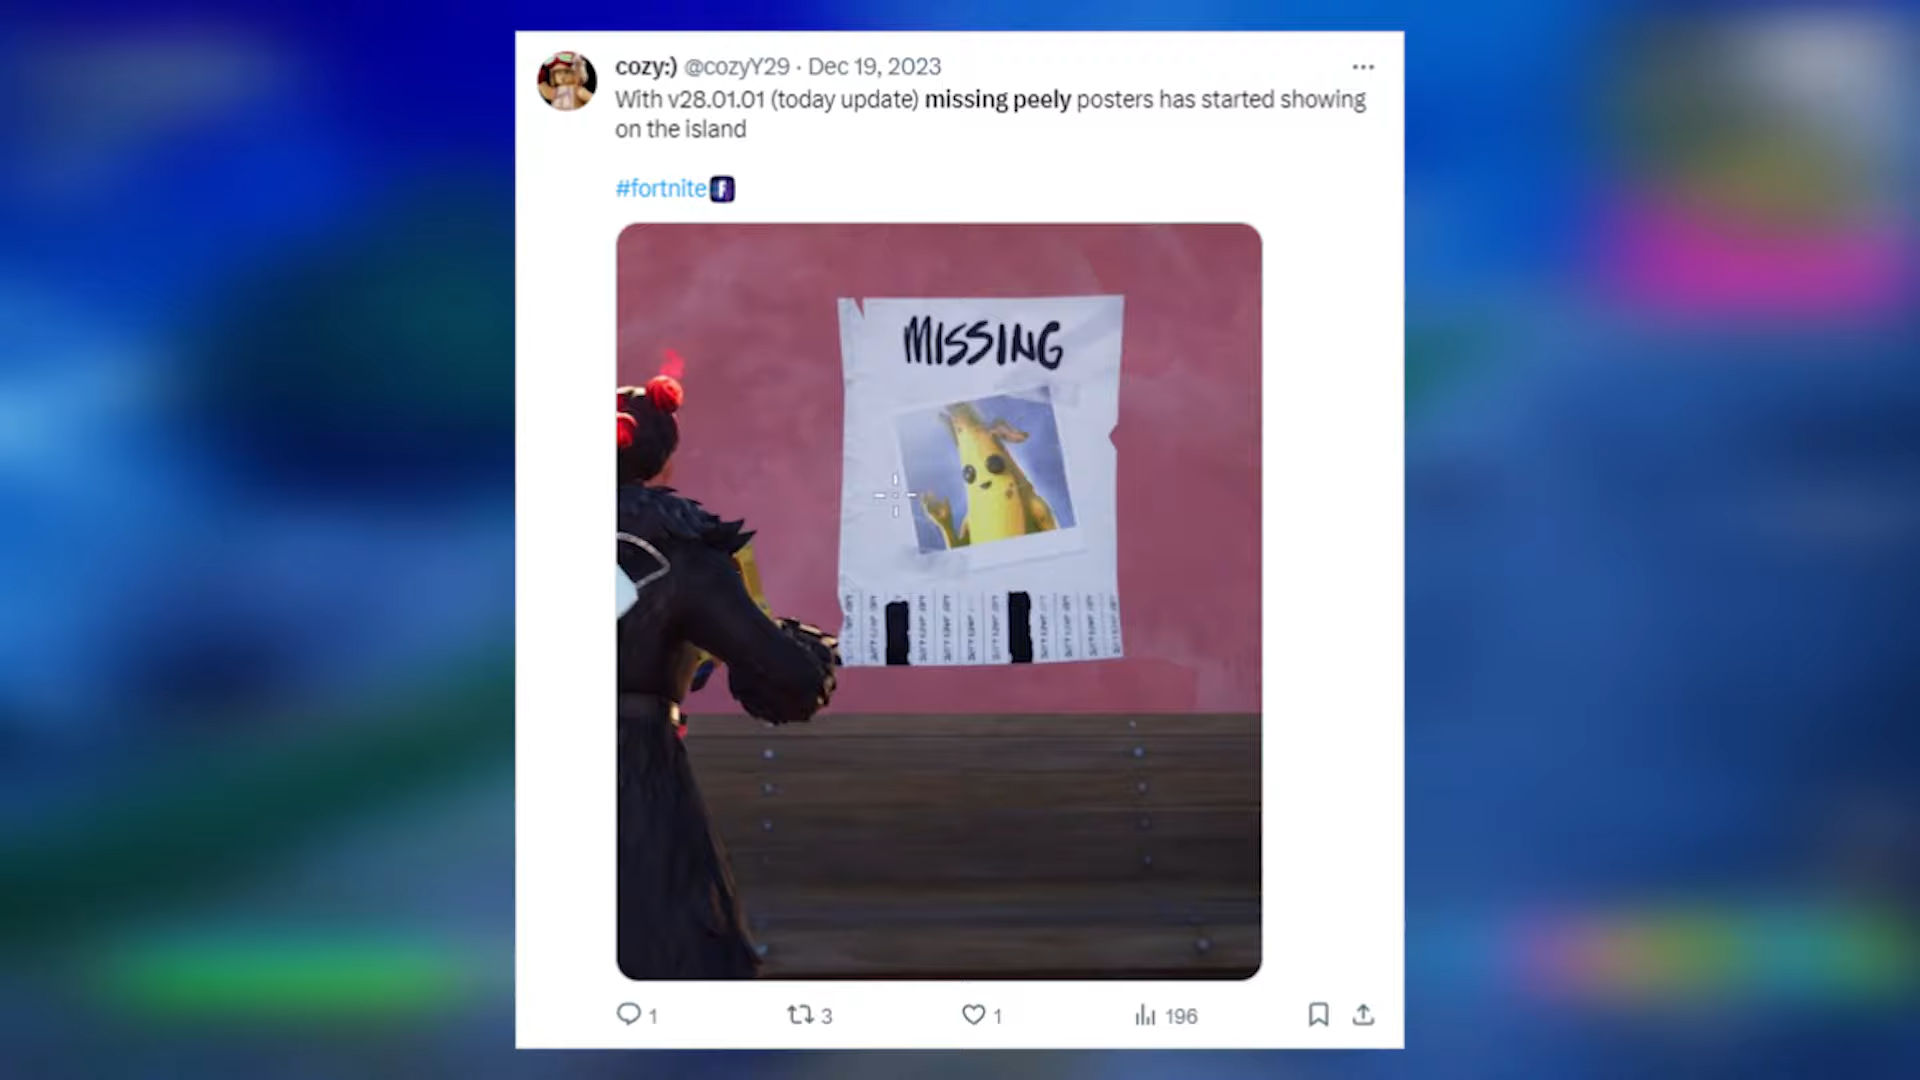 cozy:) @cozyY29 · Dec 19, 2023
With v28.01.01 (today update) missing peely posters has started showing
on the island
#fortnite
MISSING
1 3 1 196